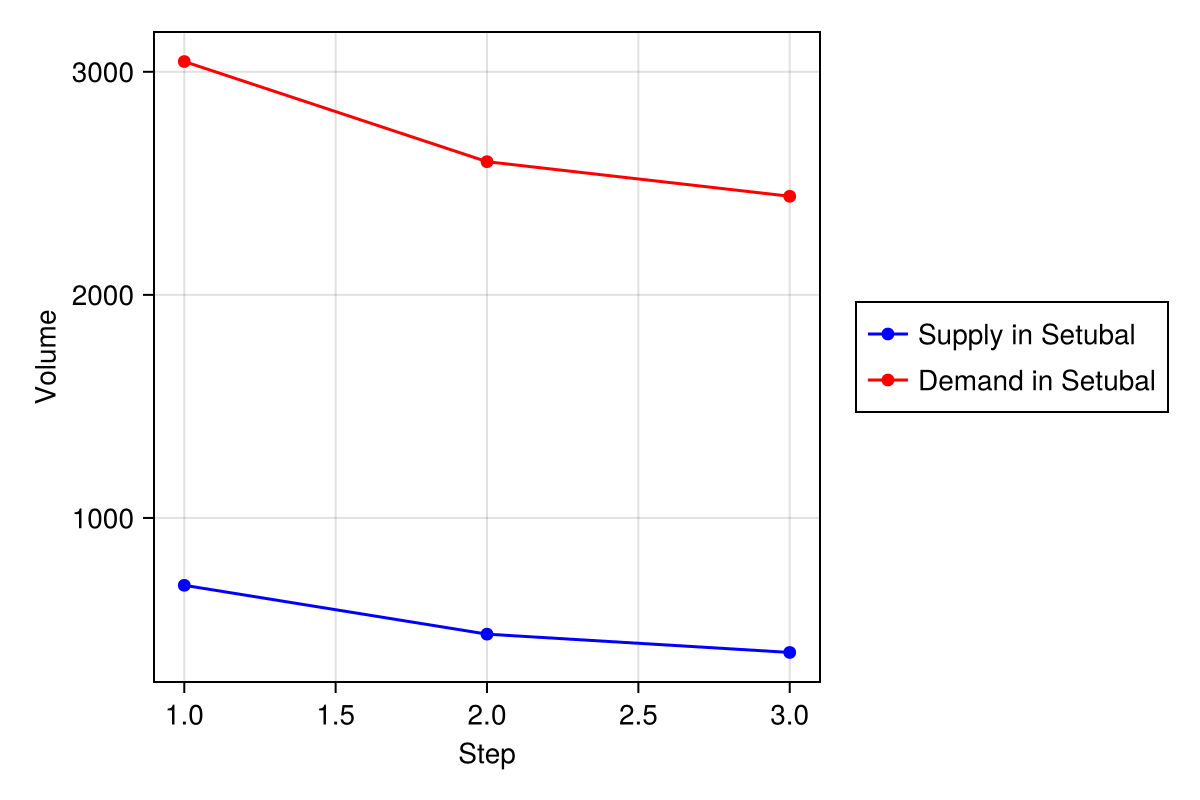 3000
2000
1000
Volume
1.0 1.5 2.0 2.5 3.0
Step
Supply in Setubal
Demand in Setubal